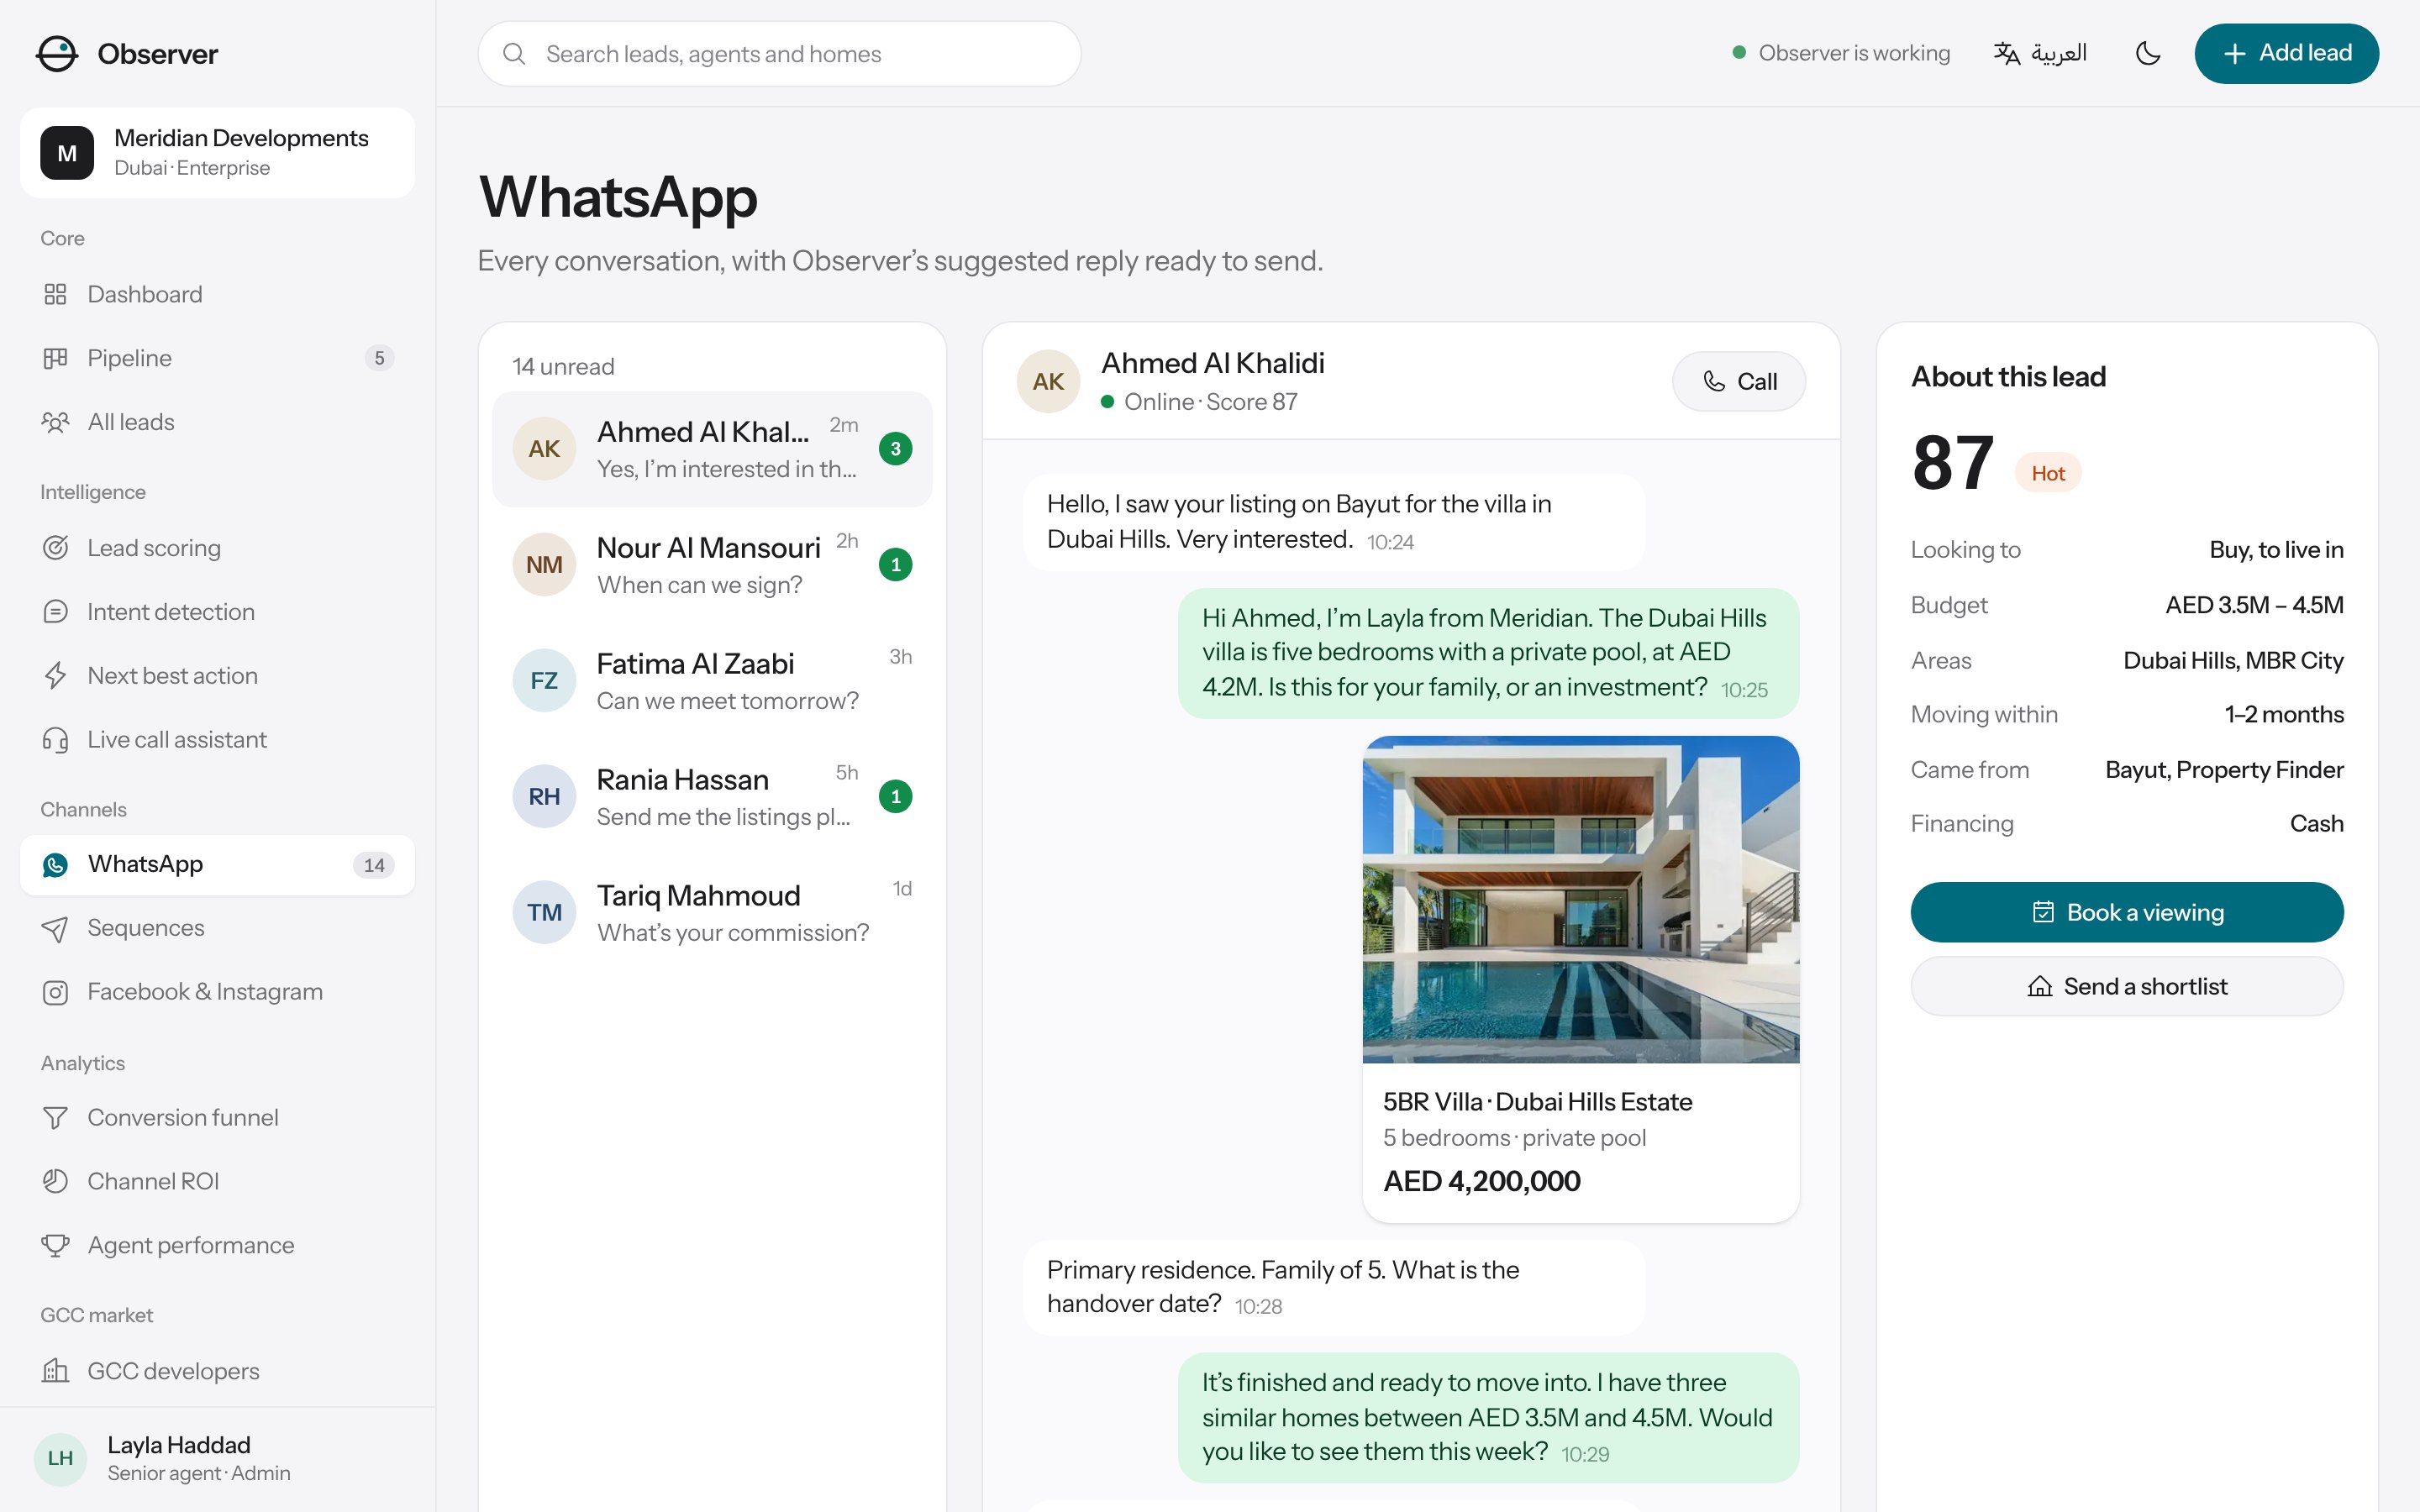 Observer
Meridian Developments
Dubai · Enterprise
Core
Dashboard
Pipeline 5
All leads
Intelligence
Lead scoring
Intent detection
Next best action
Live call assistant
Channels
WhatsApp 14
Sequences
Facebook & Instagram
Analytics
Conversion funnel
Channel ROI
Agent performance
GCC market
GCC developers
LH
Layla Haddad
Senior agent · Admin
M
Search leads, agents and homes
Observer is working
العربية
Add lead
WhatsApp
Every conversation, with Observer’s suggested reply ready to send.
14 unread
AK
Ahmed Al Khal... 2m
Yes, I’m interested in th... 3
NM
Nour Al Mansouri 2h
When can we sign? 1
FZ
Fatima Al Zaabi 3h
Can we meet tomorrow?
RH
Rania Hassan 5h
Send me the listings pl... 1
TM
Tariq Mahmoud 1d
What’s your commission?
AK
Ahmed Al Khalidi
Online · Score 87
Call
Hello, I saw your listing on Bayut for the villa in
Dubai Hills. Very interested. 10:24
Hi Ahmed, I’m Layla from Meridian. The Dubai Hills
villa is five bedrooms with a private pool, at AED
4.2M. Is this for your family, or an investment? 10:25
5BR Villa · Dubai Hills Estate
5 bedrooms · private pool
AED 4,200,000
Primary residence. Family of 5. What is the
handover date? 10:28
It’s finished and ready to move into. I have three
similar homes between AED 3.5M and 4.5M. Would
you like to see them this week? 10:29
About this lead
87 Hot
Looking to Buy, to live in
Budget AED 3.5M – 4.5M
Areas Dubai Hills, MBR City
Moving within 1–2 months
Came from Bayut, Property Finder
Financing Cash
Book a viewing
Send a shortlist